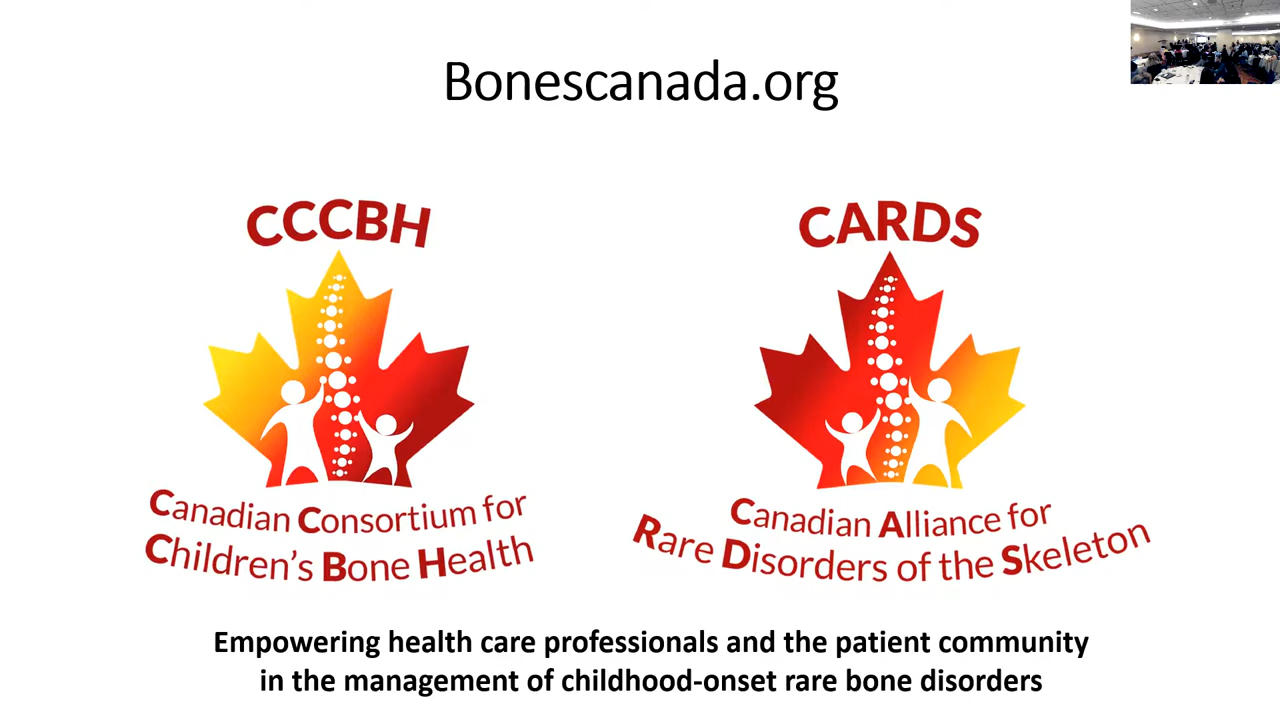 Bonescanada.org
CCCBH
Canadian Consortium for
Children's Bone Health
CARDS
Canadian Alliance for
Rare Disorders of the Skeleton
Empowering health care professionals and the patient community
in the management of childhood-onset rare bone disorders